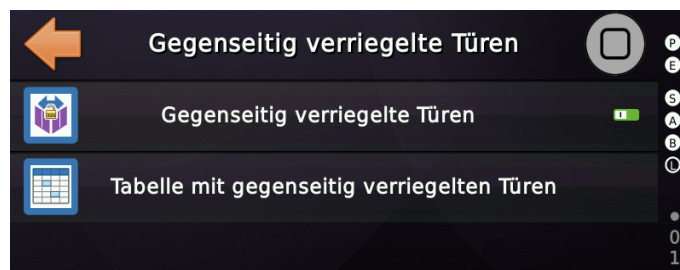 Gegenseitig verriegelte Türen
P
E
Gegenseitig verriegelte Türen
S
A
B
L
Tabelle mit gegenseitig verriegelten Türen
0
1